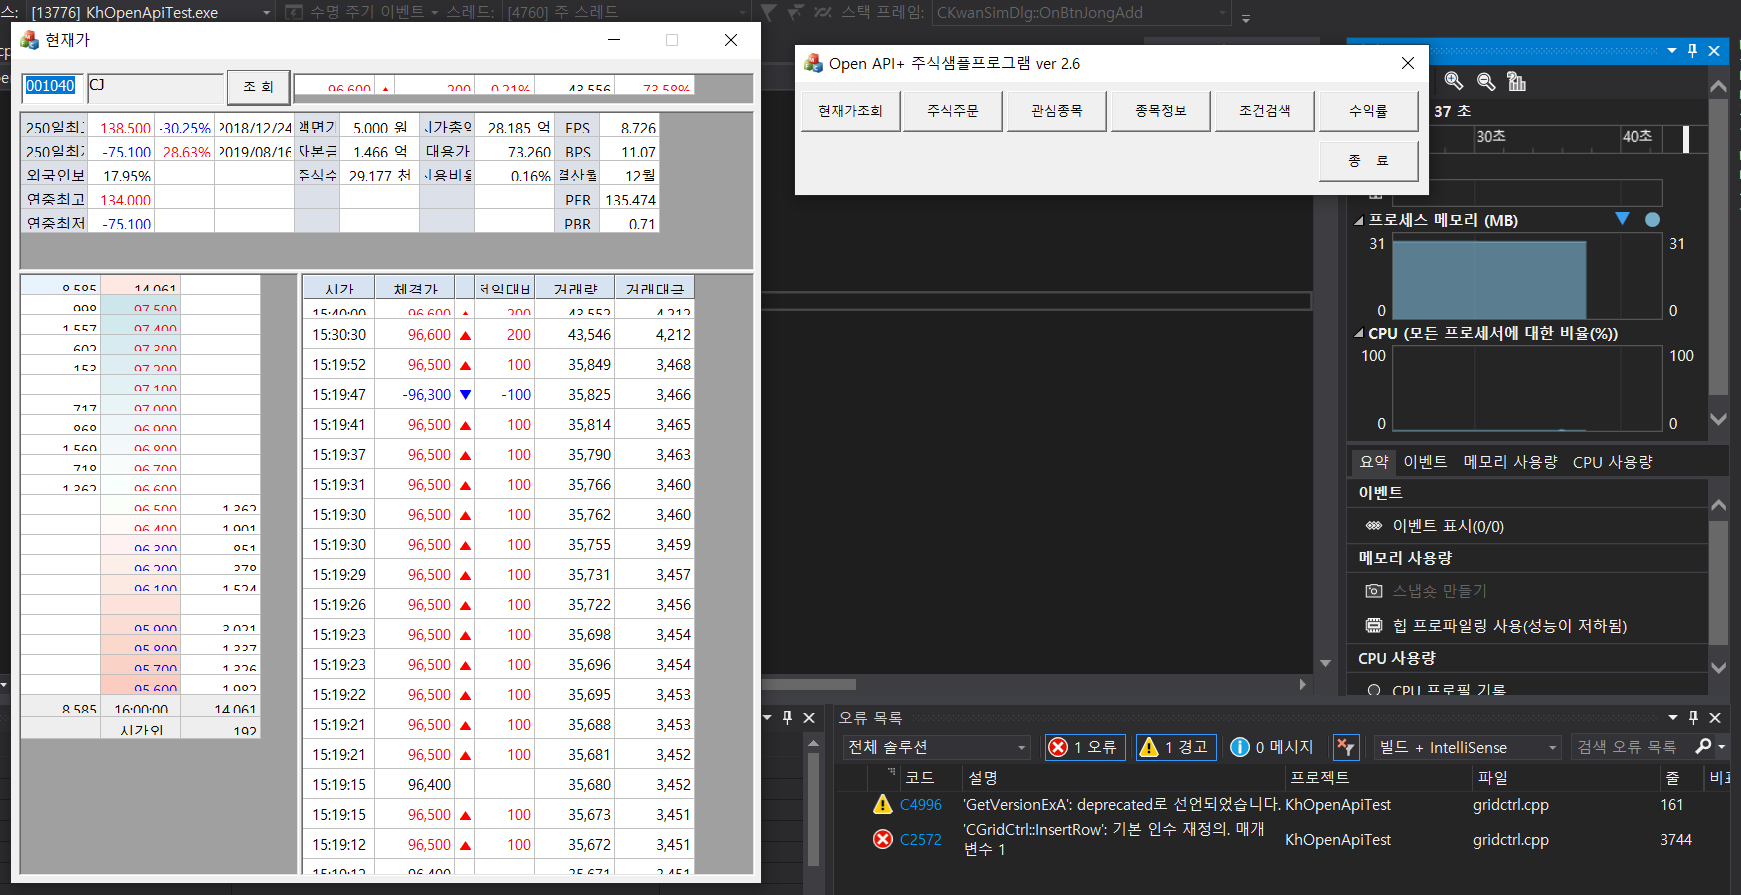 스: [13776] KhOpenApiTest.exe 수명 주기 이벤트 스레드: [4760] 주 스레드 스택 프레임: CKwanSimDlg::OnBtnJongAdd
현재가
001040 CJ 조 회 96,600 200 0.21% 43,556 73.58%
250일최고 138,500 -30.25% 2018/12/24 액면가 5,000 원 시가총액 28,185 억 EPS 8,726
250일최저 -75,100 28.63% 2019/08/16 자본금 1,466 억 대용가 73,260 BPS 11.07
외국인보 17.95% 주식수 29,177 천 신용비율 0.16% 결산월 12월
연중최고 134,000 PER 135.474
연중최저 -75,100 PBR 0.71
8,585 14,061
998 97,500
1,557 97,400
602 97,300
153 97,200
97,100
717 97,000
868 96,900
1,569 96,800
718 96,700
1,362 96,600
96,500 1,362
96,400 1,901
96,300 851
96,200 378
96,100 1,524
95,900 3,021
95,800 1,337
95,700 1,326
95,600 1,982
8,585 16:00:00 14,061
시간외 192
시간 체결가 전일대비 거래량 거래대금
15:40:00 96,600 ▲ 200 43,552 4,212
15:30:30 96,600 ▲ 200 43,546 4,212
15:19:52 96,500 ▲ 100 35,849 3,468
15:19:47 -96,300 ▼ -100 35,825 3,466
15:19:41 96,500 ▲ 100 35,814 3,465
15:19:37 96,500 ▲ 100 35,790 3,463
15:19:31 96,500 ▲ 100 35,766 3,460
15:19:30 96,500 ▲ 100 35,762 3,460
15:19:30 96,500 ▲ 100 35,755 3,459
15:19:29 96,500 ▲ 100 35,731 3,457
15:19:26 96,500 ▲ 100 35,722 3,456
15:19:23 96,500 ▲ 100 35,698 3,454
15:19:23 96,500 ▲ 100 35,696 3,454
15:19:22 96,500 ▲ 100 35,695 3,453
15:19:21 96,500 ▲ 100 35,688 3,453
15:19:21 96,500 ▲ 100 35,681 3,452
15:19:15 96,400 35,680 3,452
15:19:15 96,500 ▲ 100 35,673 3,451
15:19:12 96,500 ▲ 100 35,672 3,451
15:19:12 96,400 35,671 3,451
Open API+ 주식샘플프로그램 ver 2.6
현재가조회 주식주문 관심종목 종목정보 조건검색 수익률
종 료
37 초
30초 40초
프로세스 메모리 (MB)
31 31
0 0
CPU (모든 프로세서에 대한 비율(%))
100 100
0 0
요약 이벤트 메모리 사용량 CPU 사용량
이벤트
이벤트 표시(0/0)
메모리 사용량
스냅숏 만들기
힙 프로파일링 사용(성능이 저하됨)
CPU 사용량
CPU 프로필 기록
오류 목록
전체 솔루션 1 오류 1 경고 0 메시지 빌드 + IntelliSense 검색 오류 목록
코드 설명 프로젝트 파일 줄 비표
C4996 'GetVersionExA': deprecated로 선언되었습니다. KhOpenApiTest gridctrl.cpp 161
C2572 'CGridCtrl::InsertRow': 기본 인수 재정의. 매개 변수 1 KhOpenApiTest gridctrl.cpp 3744